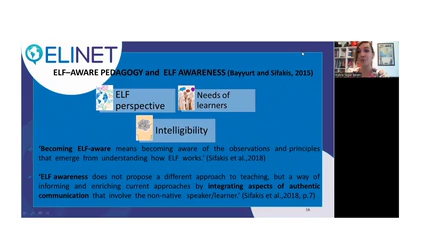 ELINET
ELF–AWARE PEDAGOGY and ELF AWARENESS (Bayyurt and Sifakis, 2015)
ELF
perspective
Needs of
learners
Intelligibility
'Becoming ELF-aware means becoming aware of the observations and principles
that emerge from understanding how ELF works.' (Sifakis et al.,2018)
'ELF awareness does not propose a different approach to teaching, but a way of
informing and enriching current approaches by integrating aspects of authentic
communication that involve the non-native speaker/learner.' (Sifakis et al.,2018, p.7)